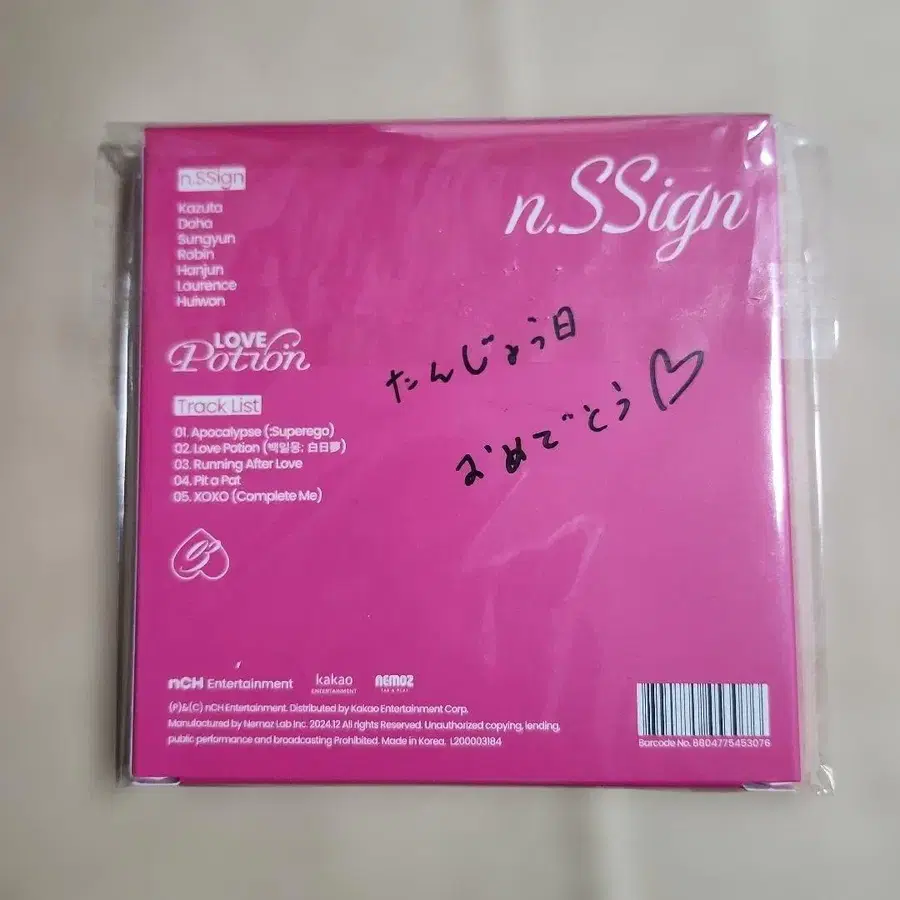 n.SSign
n.SSign
Kazuta
Doha
Sungyun
Robin
Hanjun
Laurence
Huiwon
LOVE
Potion
たんじょう日
おめでとう♡
Track List
01. Apocalypse (:Superego)
02. Love Potion (백일몽; 白日夢)
03. Running After Love
04. Pit a Pat
05. XOXO (Complete Me)
nCH Entertainment
kakao
ENTERTAINMENT
NEMOZ
TAP & PLAY
(P)&(C) nCH Entertainment. Distributed by Kakao Entertainment Corp.
Manufactured by Nemoz Lab Inc. 2024.12 All rights Reserved. Unauthorized copying, lending,
public performance and broadcasting Prohibited. Made in Korea. L200003184
Barcode No. 8804775453076